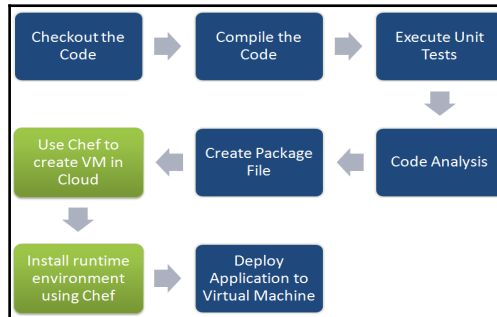 Checkout the
Code
Compile the
Code
Execute Unit
Tests
Code Analysis
Create Package
File
Use Chef to
create VM in
Cloud
Install runtime
environment
using Chef
Deploy
Application to
Virtual Machine